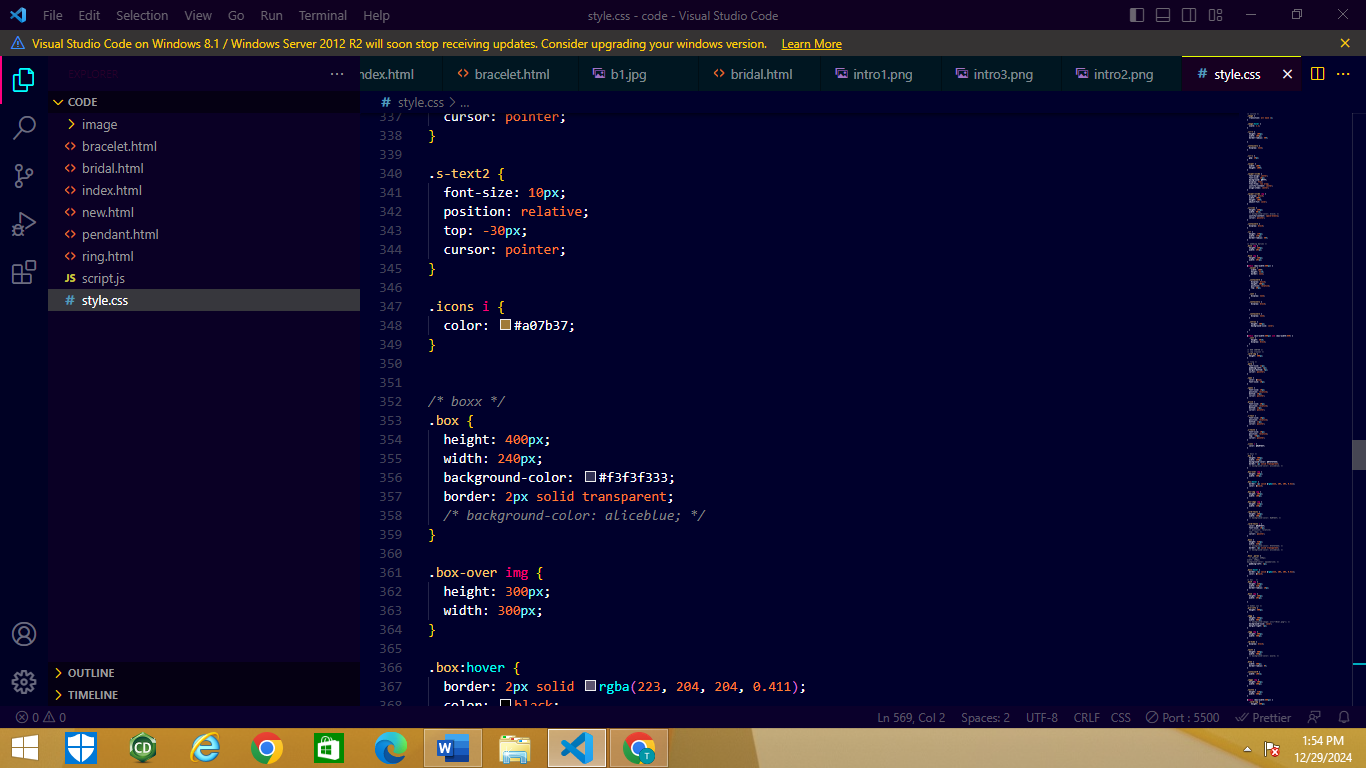 File Edit Selection View Go Run Terminal Help style.css - code - Visual Studio Code
Visual Studio Code on Windows 8.1 / Windows Server 2012 R2 will soon stop receiving updates. Consider upgrading your windows version. Learn More
EXPLORER
ndex.html bracelet.html b1.jpg bridal.html intro1.png intro3.png intro2.png # style.css
CODE
image
bracelet.html
bridal.html
index.html
new.html
pendant.html
ring.html
JS script.js
# style.css
OUTLINE
TIMELINE
# style.css > ...
337 cursor: pointer;
338 }
339
340 .s-text2 {
341 font-size: 10px;
342 position: relative;
343 top: -30px;
344 cursor: pointer;
345 }
346
347 .icons i {
348 color: #a07b37;
349 }
350
351
352 /* boxx */
353 .box {
354 height: 400px;
355 width: 240px;
356 background-color: #f3f3f333;
357 border: 2px solid transparent;
358 /* background-color: aliceblue; */
359 }
360
361 .box-over img {
362 height: 300px;
363 width: 300px;
364 }
365
366 .box:hover {
367 border: 2px solid rgba(223, 204, 204, 0.411);
368 color: black;
0 0 Ln 569, Col 2 Spaces: 2 UTF-8 CRLF CSS Port : 5500 Prettier
CD W T
1:54 PM
12/29/2024